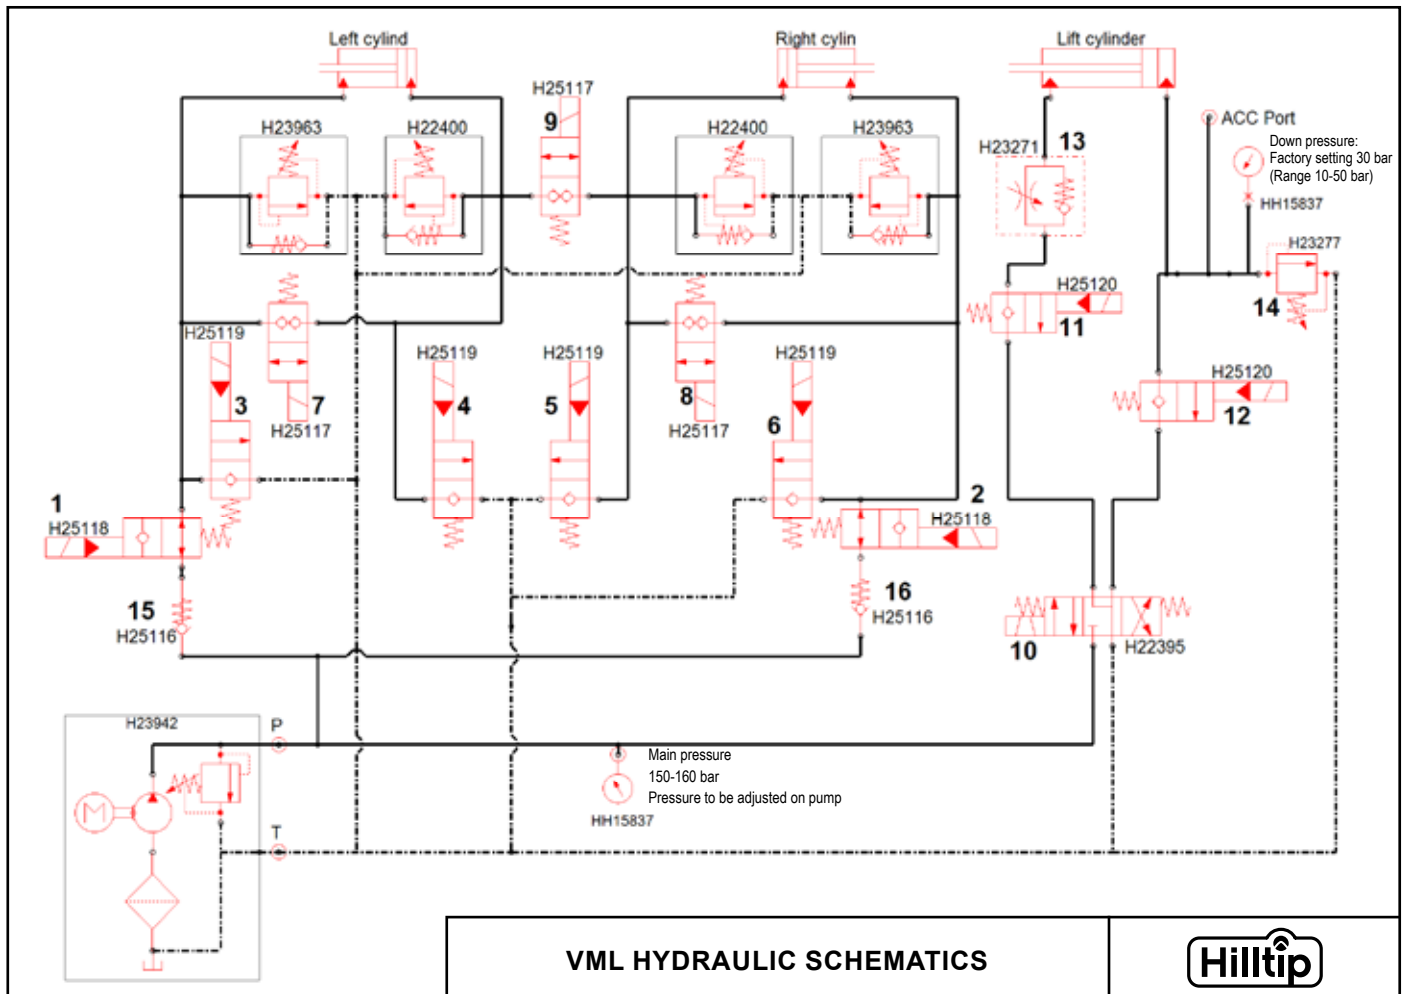 Left cylind
Right cylin
Lift cylinder
H25117
9
ACC Port
H23963
H22400
H22400
H23963
H23271
13
Down pressure:
Factory setting 30 bar
(Range 10-50 bar)
HH15837
H23277
14
H25120
11
H25119
3
7
H25117
H25119
4
H25119
5
8
H25117
H25119
6
H25120
12
1
H25118
2
H25118
15
H25116
16
H25116
10
H22395
H23942
P
M
T
Main pressure
150-160 bar
Pressure to be adjusted on pump
HH15837
VML HYDRAULIC SCHEMATICS
Hilltip